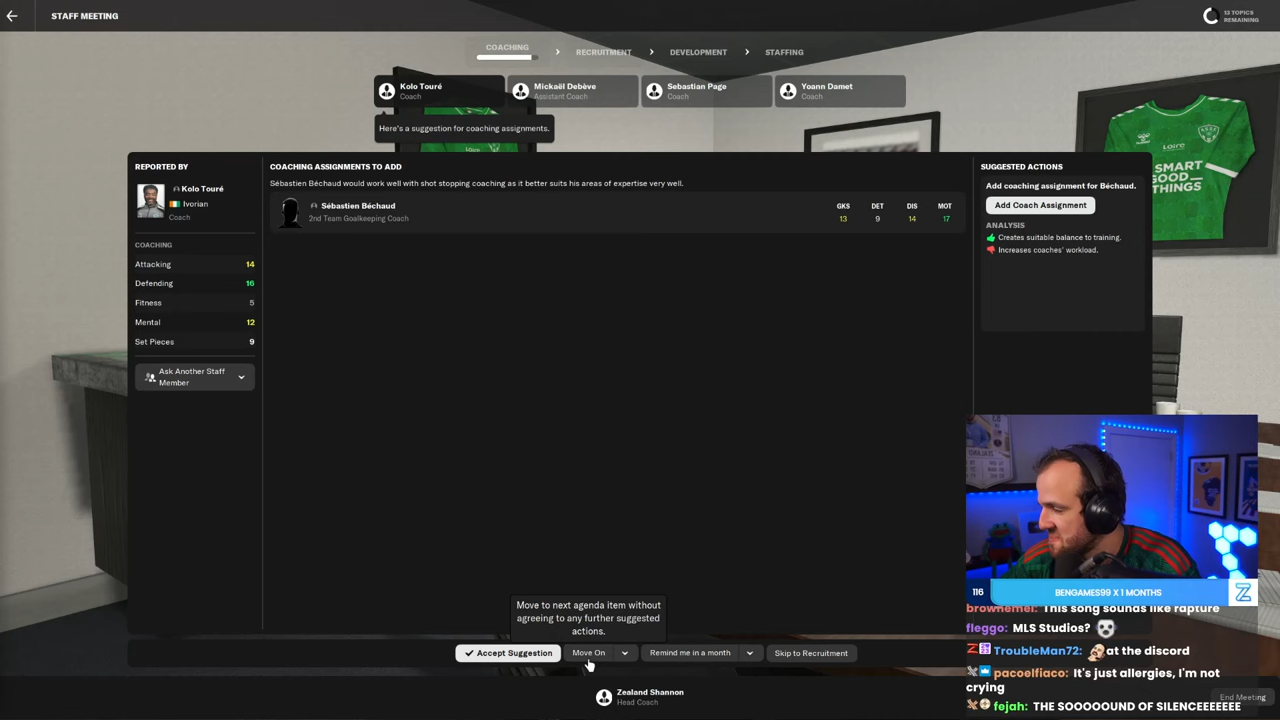 STAFF MEETING
13 TOPICS
REMAINING
COACHING
RECRUITMENT
DEVELOPMENT
STAFFING
Kolo Touré
Coach
Mickaël Debève
Assistant Coach
Sebastian Page
Coach
Yoann Damet
Coach
Here's a suggestion for coaching assignments.
Loire
SMART
GOOD
THINGS
REPORTED BY
Kolo Touré
Ivorian
Coach
COACHING
Attacking 14
Defending 16
Fitness 5
Mental 12
Set Pieces 9
Ask Another Staff
Member
COACHING ASSIGNMENTS TO ADD
Sébastien Béchaud would work well with shot stopping coaching as it better suits his areas of expertise very well.
Sébastien Béchaud
2nd Team Goalkeeping Coach
GKS DET DIS MOT
13 9 14 17
SUGGESTED ACTIONS
Add coaching assignment for Béchaud.
Add Coach Assignment
ANALYSIS
Creates suitable balance to training.
Increases coaches' workload.
Move to next agenda item without
agreeing to any further suggested
actions.
Accept Suggestion
Move On
Remind me in a month
Skip to Recruitment
Zealand Shannon
Head Coach
End Meeting
116 BENGAMES99 X 1 MONTHS
brownemel: This song sounds like rapture
fleggo: MLS Studios?
TroubleMan72: at the discord
pacoelfiaco: It's just allergies, I'm not
crying
fejah: THE SOOOOOUND OF SILENCEEEEEE